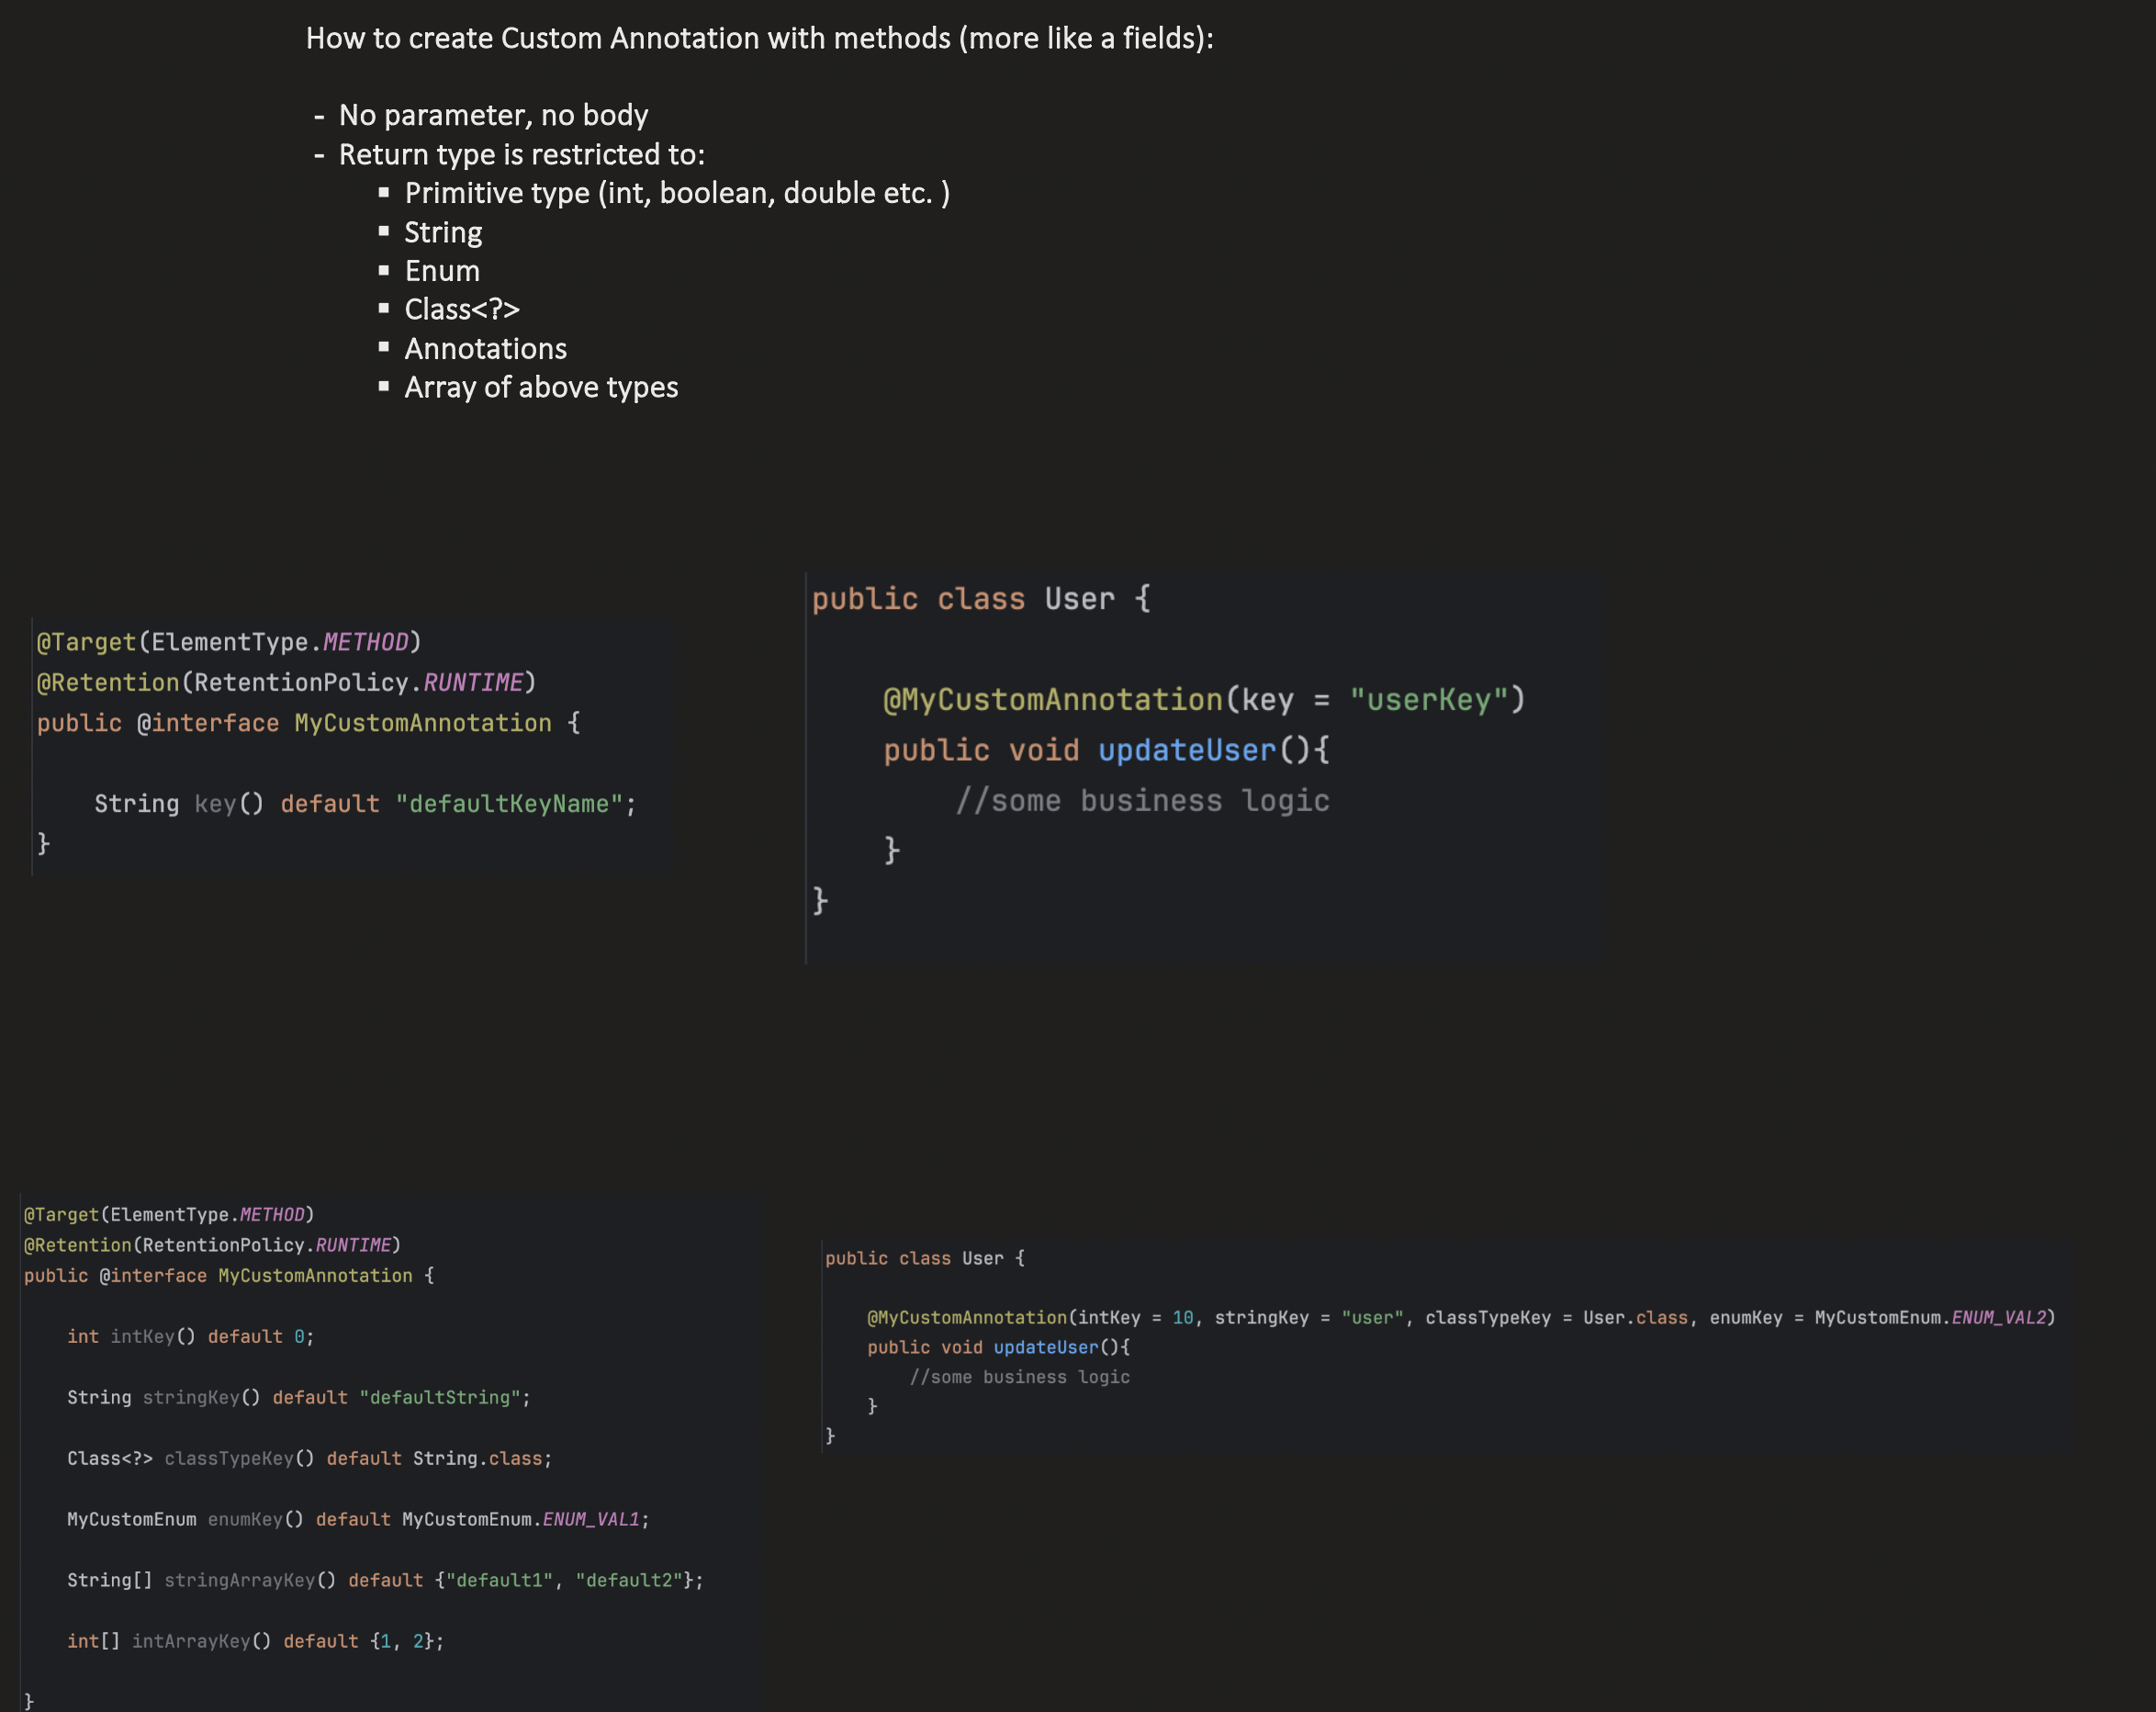 How to create Custom Annotation with methods (more like a fields):
- No parameter, no body
- Return type is restricted to:
▪ Primitive type (int, boolean, double etc. )
▪ String
▪ Enum
▪ Class<?>
▪ Annotations
▪ Array of above types
@Target(ElementType.METHOD)
@Retention(RetentionPolicy.RUNTIME)
public @interface MyCustomAnnotation {
    String key() default "defaultKeyName";
}
public class User {
    @MyCustomAnnotation(key = "userKey")
    public void updateUser(){
        //some business logic
    }
}
@Target(ElementType.METHOD)
@Retention(RetentionPolicy.RUNTIME)
public @interface MyCustomAnnotation {
    int intKey() default 0;
    String stringKey() default "defaultString";
    Class<?> classTypeKey() default String.class;
    MyCustomEnum enumKey() default MyCustomEnum.ENUM_VAL1;
    String[] stringArrayKey() default {"default1", "default2"};
    int[] intArrayKey() default {1, 2};
}
public class User {
    @MyCustomAnnotation(intKey = 10, stringKey = "user", classTypeKey = User.class, enumKey = MyCustomEnum.ENUM_VAL2)
    public void updateUser(){
        //some business logic
    }
}